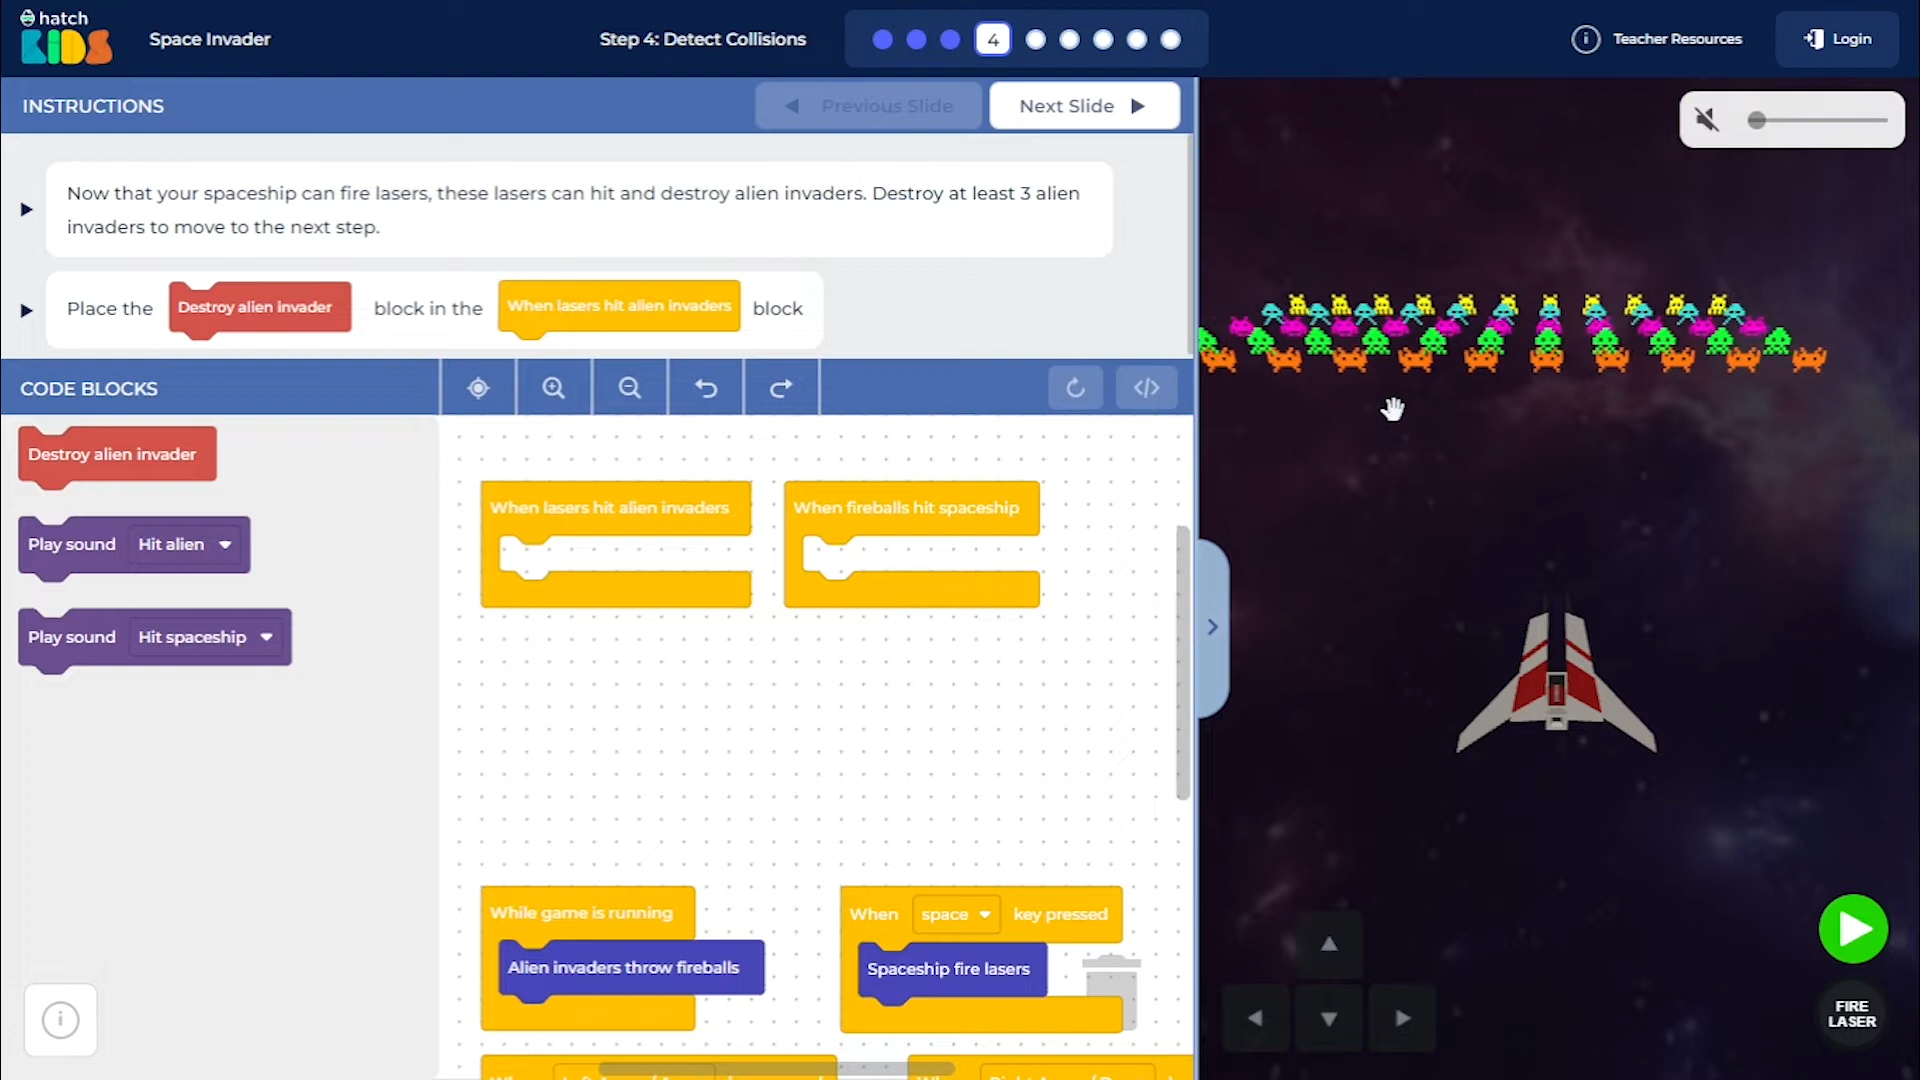 hatch
KIDS
Space Invader
Step 4: Detect Collisions
4
Teacher Resources
Login
INSTRUCTIONS
Previous Slide
Next Slide
Now that your spaceship can fire lasers, these lasers can hit and destroy alien invaders. Destroy at least 3 alien
invaders to move to the next step.
Place the Destroy alien invader block in the When lasers hit alien invaders block
CODE BLOCKS
Destroy alien invader
Play sound Hit alien
Play sound Hit spaceship
When lasers hit alien invaders
When fireballs hit spaceship
While game is running
Alien invaders throw fireballs
When space key pressed
Spaceship fire lasers
FIRE
LASER